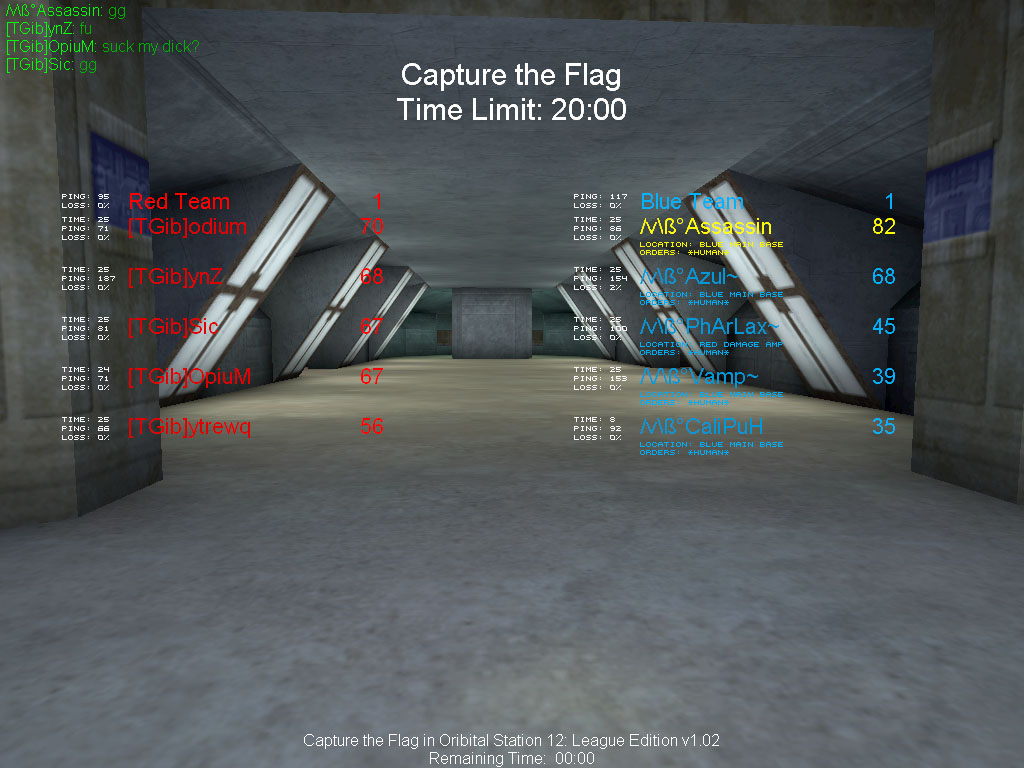 /\/\ß°Assassin: gg
[TGib]ynZ: fu
[TGib]OpiuM: suck my dick?
[TGib]Sic: gg
Capture the Flag
Time Limit: 20:00
PING: 95 LOSS: 0% Red Team 1
TIME: 25 PING: 71 LOSS: 0% [TGib]odium 70
TIME: 25 PING: 187 LOSS: 0% [TGib]ynZ 68
TIME: 25 PING: 81 LOSS: 0% [TGib]Sic 67
TIME: 24 PING: 71 LOSS: 0% [TGib]OpiuM 67
TIME: 25 PING: 66 LOSS: 0% [TGib]ytrewq 56
PING: 117 LOSS: 0% Blue Team 1
TIME: 25 PING: 86 LOSS: 0% /\/\ß°Assassin 82
LOCATION: BLUE MAIN BASE
ORDERS: *HUMAN*
TIME: 25 PING: 154 LOSS: 2% /\/\ß°Azul~ 68
LOCATION: BLUE MAIN BASE
ORDERS: *HUMAN*
TIME: 25 PING: 100 LOSS: 0% /\/\ß°PhArLax~ 45
LOCATION: RED DAMAGE AMP
ORDERS: *HUMAN*
TIME: 25 PING: 153 LOSS: 0% /\/\ß°Vamp~ 39
LOCATION: BLUE MAIN BASE
ORDERS: *HUMAN*
TIME: 8 PING: 92 LOSS: 0% /\/\ß°CaliPuH 35
LOCATION: BLUE MAIN BASE
ORDERS: *HUMAN*
Capture the Flag in Oribital Station 12: League Edition v1.02
Remaining Time: 00:00